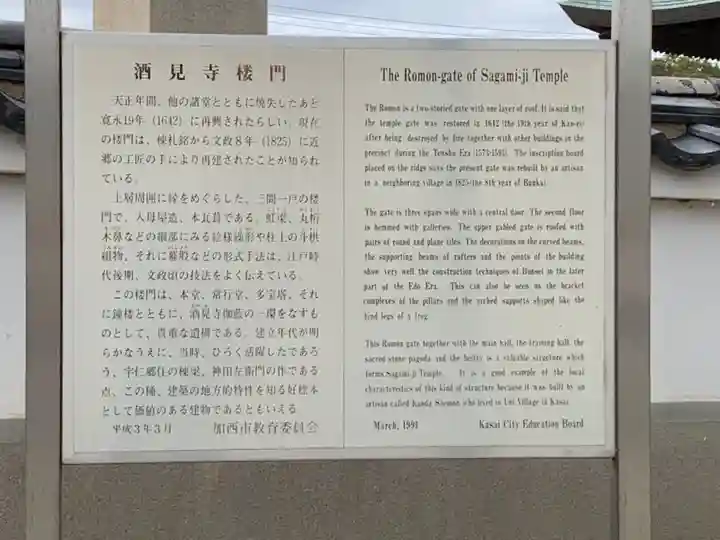 酒見寺楼門
天正年間、他の諸堂とともに焼失したあと
寛永19年（1642）に再興されたらしい。現在
の楼門は、棟札銘から文政8年（1825）に近
郷の工匠の手により再建されたことが知られ
ている。
上層周囲に縁をめぐらした、三間一戸の楼
門で、入母屋造、本瓦葺である。虹梁、丸桁
木鼻などの細部にみる絵様繰形や柱上の斗栱
組物、それに蟇股などの形式手法は、江戸時
代後期、文政頃の技法をよく伝えている。
この楼門は、本堂、常行堂、多宝塔、それ
に鐘楼とともに、酒見寺伽藍の一環をなすも
のとして、貴重な遺構である。建立年代が明
らかなうえに、当時、ひろく活躍したであろ
う、宇仁郷住の棟梁、神田左衛門の作である
点、この種、建築の地方的特性を知る好標本
として価値のある建物であるともいえる。
平成3年3月 加西市教育委員会
The Romon-gate of Sagami-ji Temple
The Romon is a two-storied gate with one layer of roof. It is said that
the temple gate was restored in 1642 (the 19th year of Kan-ei)
after being destroyed by fire together with other buildings in the
precinct during the Tensho Era (1573-1591). The inscription board
placed on the ridge says the present gate was rebuilt by an artisan
in a neighboring village in 1825 (the 8th year of Bunka).
The gate is three spans wide with a central door. The second floor
is hemmed with galleries. The upper gabled gate is roofed with
pairs of round and plane tiles. The decorations on the curved beams,
the supporting beams of rafters and the points of the building
show very well the construction techniques of Bunsei in the later
part of the Edo Era. This can also be seen on the bracket
complexes of the pillars and the arched supports shaped like the
hind legs of a frog.
This Romon gate together with the main hall, the training hall, the
sacred stone pagoda and the belfry is a valuable structure which
forms Sagami-ji Temple. It is a good example of the local
characteristics of this kind of structure because it was built by an
artisan called Kanda Saemon who lived in Uni Village in Kasai.
March, 1991 Kasai City Education Board